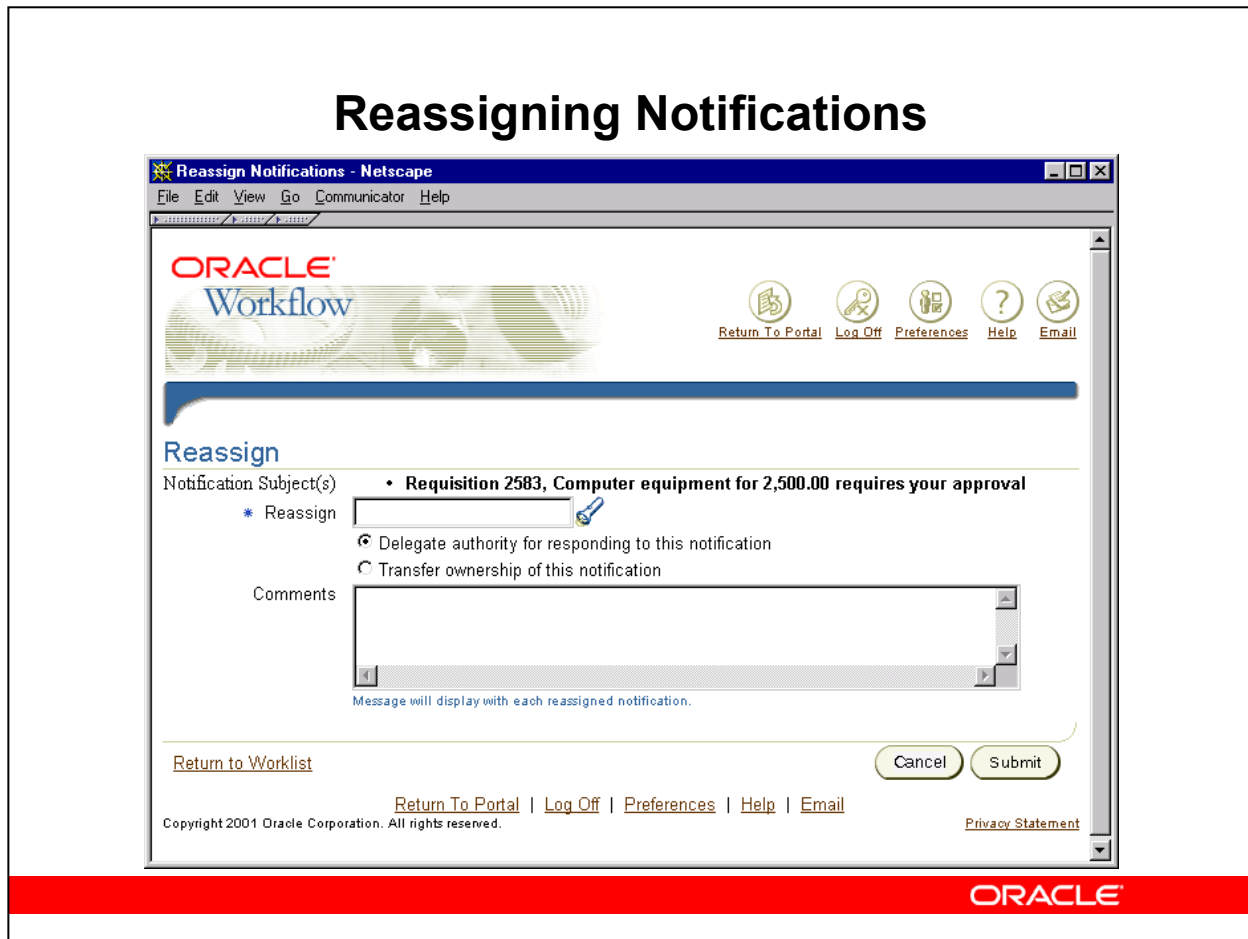 Reassigning Notifications
Reassign Notifications - Netscape
File Edit View Go Communicator Help
ORACLE
Workflow
Return To Portal Log Off Preferences Help Email
Reassign
Notification Subject(s) • Requisition 2583, Computer equipment for 2,500.00 requires your approval
* Reassign
Delegate authority for responding to this notification
Transfer ownership of this notification
Comments
Message will display with each reassigned notification.
Return to Worklist Cancel Submit
Return To Portal | Log Off | Preferences | Help | Email
Copyright 2001 Oracle Corporation. All rights reserved. Privacy Statement
ORACLE